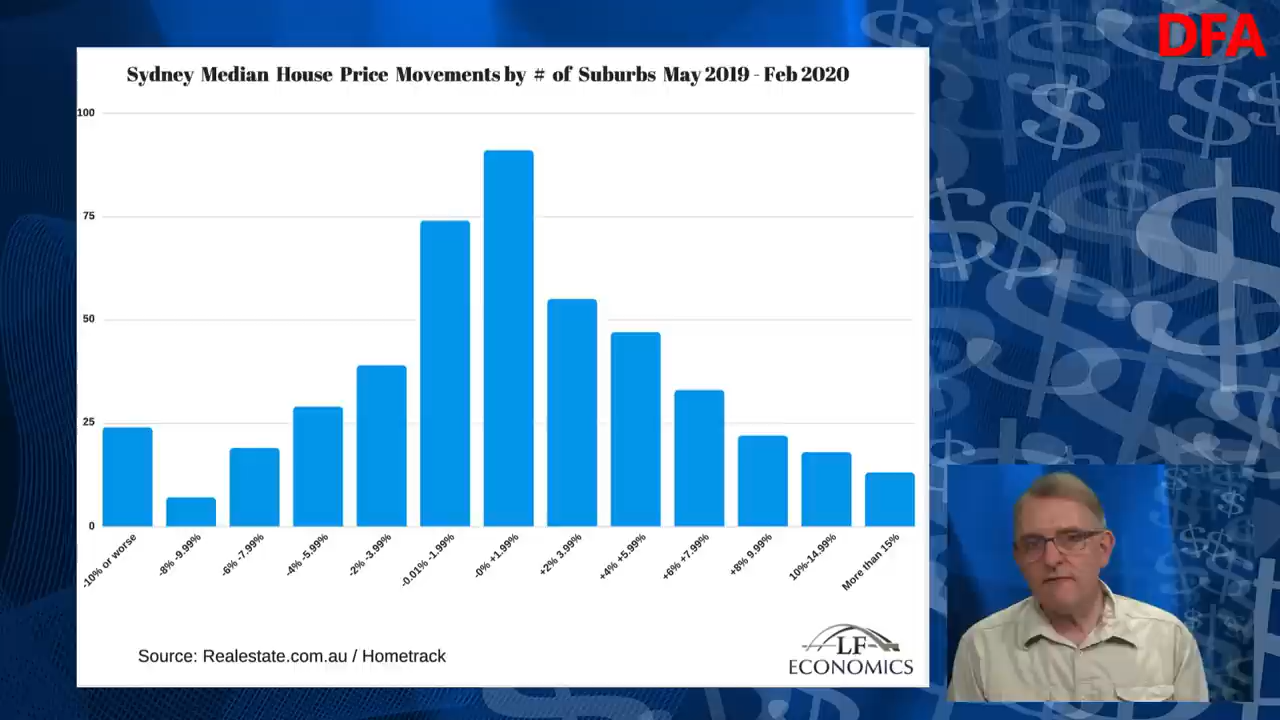 DFA
Sydney Median House Price Movements by # of Suburbs May 2019 - Feb 2020
100
75
50
25
0
-10% or worse
-8% -9.99%
-6% -7.99%
-4% -5.99%
-2% -3.99%
-0.01% -1.99%
-0% +1.99%
+2% 3.99%
+4% +5.99%
+6% +7.99%
+8% 9.99%
10%-14.99%
More than 15%
Source: Realestate.com.au / Hometrack
LF
ECONOMICS